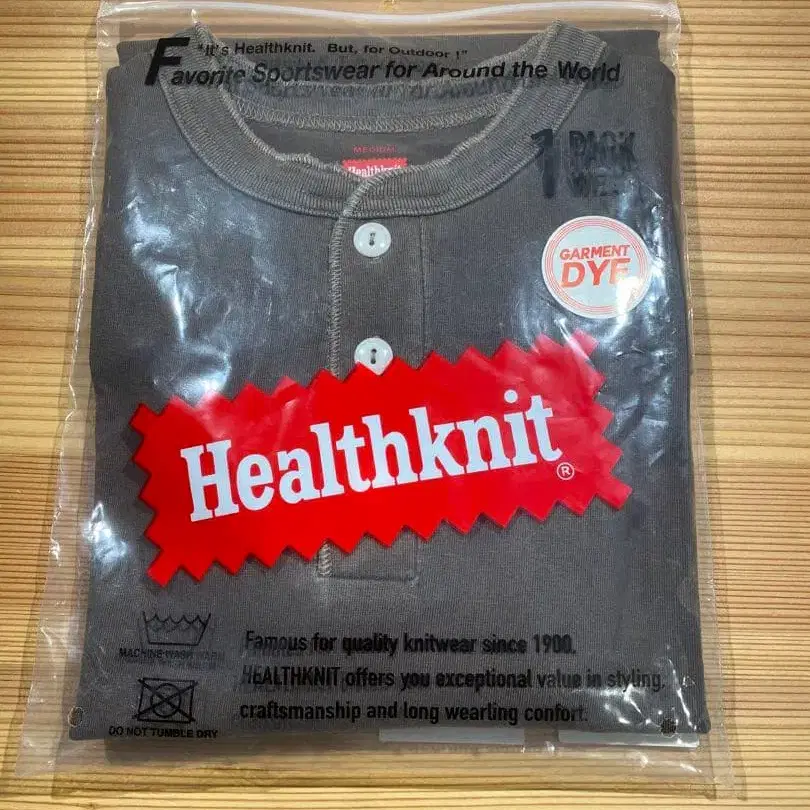 "It's Healthknit. But, for Outdoor !"
Favorite Sportswear for Around the World
MEDIUM
Healthknit
1 PACK
GARMENT
DYE
Healthknit®
Famous for quality knitwear since 1900.
HEALTHKNIT offers you exceptional value in styling,
craftsmanship and long wearling confort.
MACHINE WASH WARM
DO NOT TUMBLE DRY